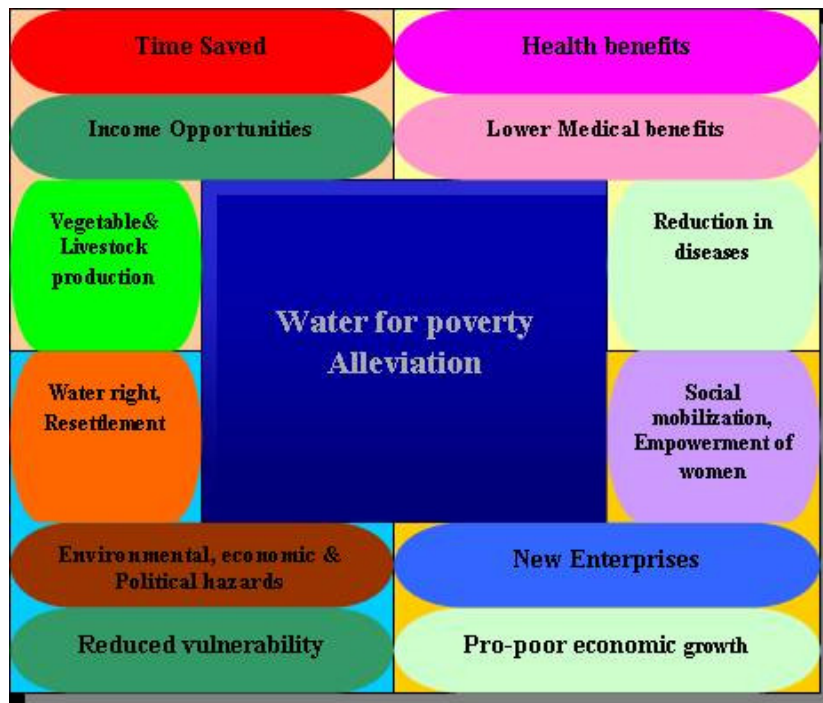 Time Saved
Health benefits
Income Opportunities
Lower Medical benefits
Vegetable&
Livestock
production
Reduction in
diseases
Water for poverty
Alleviation
Water right,
Resettlement
Social
mobilization,
Empowerment of
women
Environmental, economic &
Political hazards
New Enterprises
Reduced vulnerability
Pro-poor economic growth